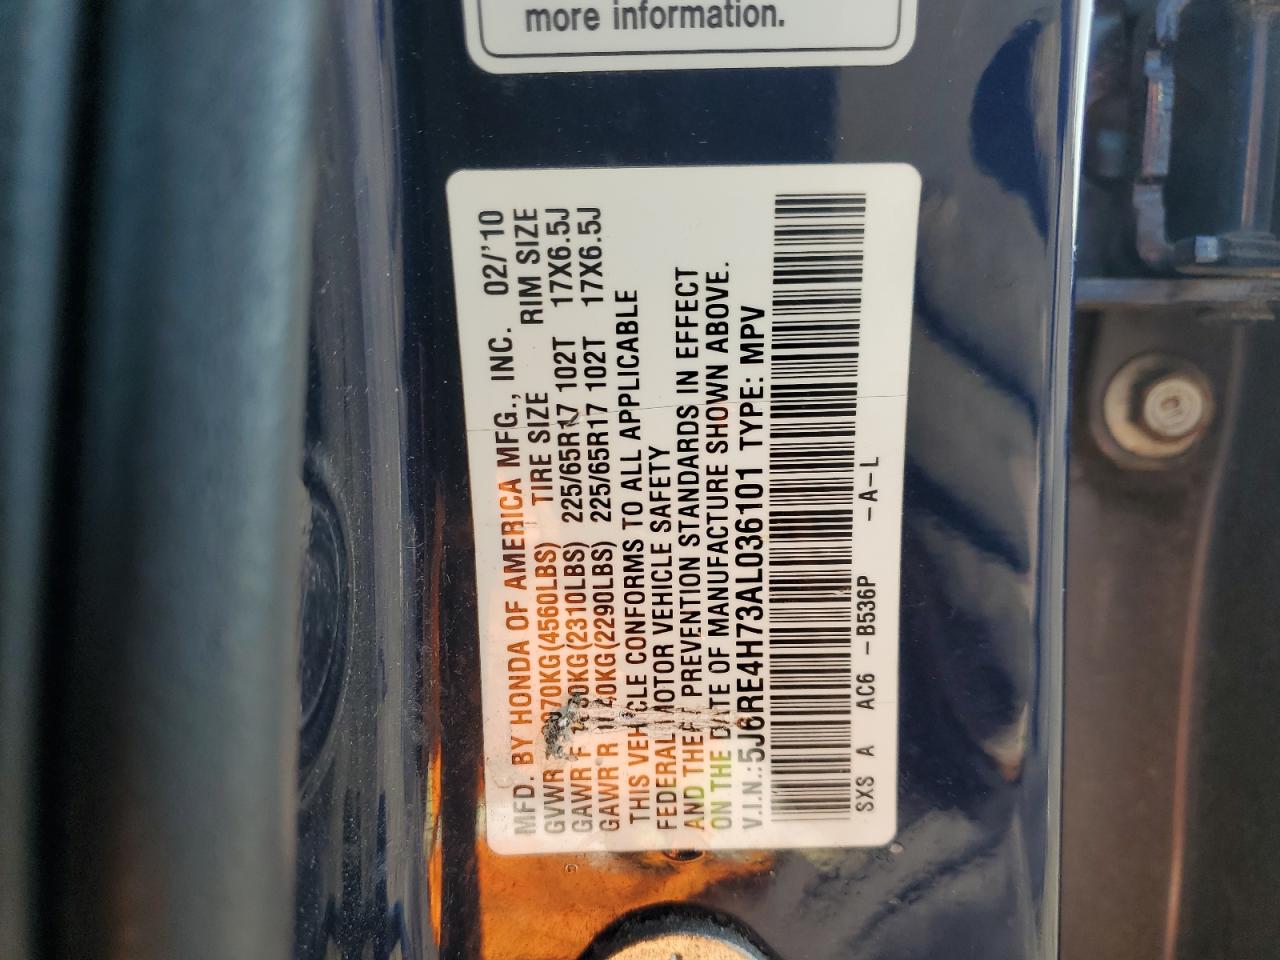 more information.
MFD. BY HONDA OF AMERICA MFG., INC. 02/'10
GVWR 2070KG(4560LBS) TIRE SIZE RIM SIZE
GAWR F KG(2310LBS) 225/65R17 102T 17X6.5J
GAWR R 40KG(2290LBS) 225/65R17 102T 17X6.5J
THIS VEHICLE CONFORMS TO ALL APPLICABLE
FEDERAL MOTOR VEHICLE SAFETY
AND THEFT PREVENTION STANDARDS IN EFFECT
ON THE DATE OF MANUFACTURE SHOWN ABOVE.
V.I.N.:5J6RE4H73AL036101 TYPE: MPV
SXS A AC6 -B536P -A-L